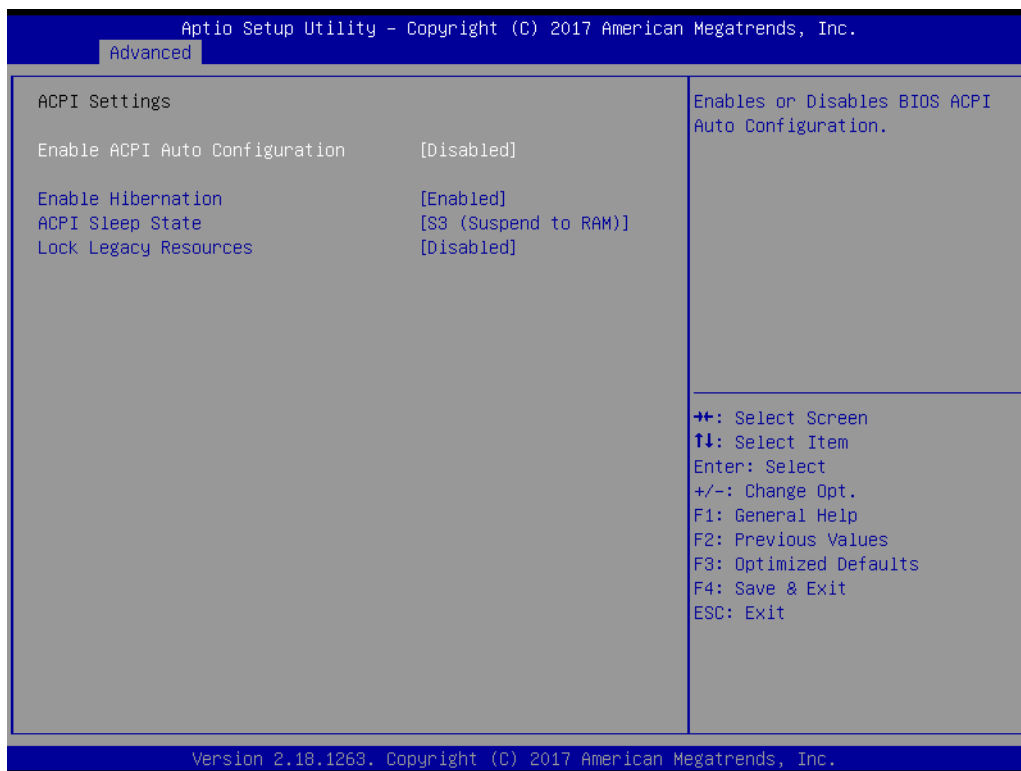 Aptio Setup Utility – Copyright (C) 2017 American Megatrends, Inc.
Advanced
ACPI Settings
Enable ACPI Auto Configuration [Disabled]
Enable Hibernation [Enabled]
ACPI Sleep State [S3 (Suspend to RAM)]
Lock Legacy Resources [Disabled]
Enables or Disables BIOS ACPI
Auto Configuration.
→←: Select Screen
↑↓: Select Item
Enter: Select
+/-: Change Opt.
F1: General Help
F2: Previous Values
F3: Optimized Defaults
F4: Save & Exit
ESC: Exit
Version 2.18.1263. Copyright (C) 2017 American Megatrends, Inc.